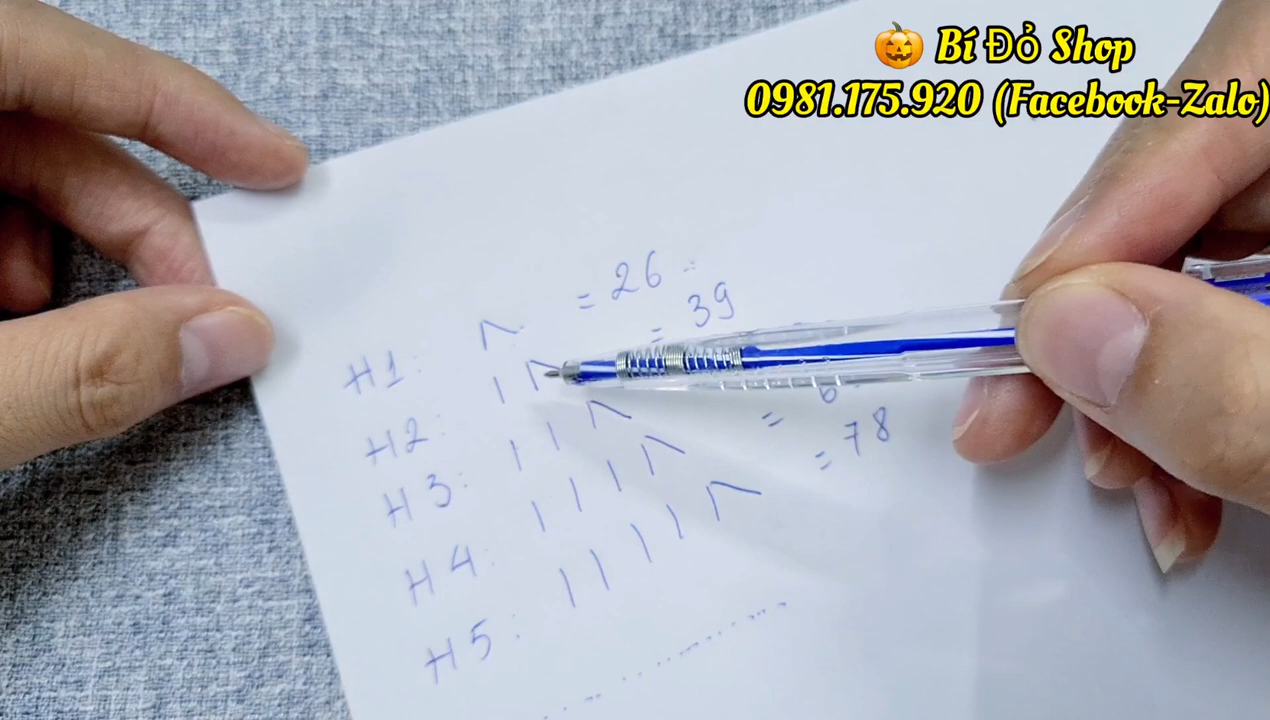 🎃 Bí Đỏ Shop
0981.175.920 (Facebook-Zalo)
H1: = 26
H2: = 39
H3:
H4: =
H5: = 78